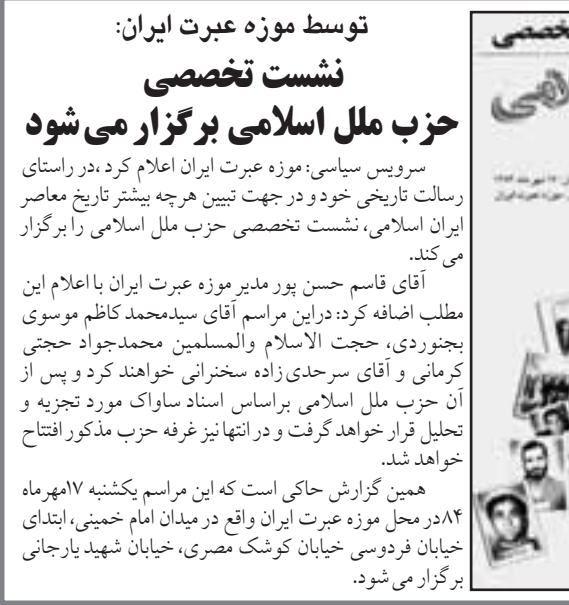 توسط موزه عبرت ایران:
نشست تخصصی
حزب ملل اسلامی برگزار می‌شود
سرویس سیاسی: موزه عبرت ایران اعلام کرد ،در راستای
رسالت تاریخی خود و در جهت تبیین هرچه بیشتر تاریخ معاصر
ایران اسلامی، نشست تخصصی حزب ملل اسلامی را برگزار
می‌کند.
آقای قاسم حسن پور مدیر موزه عبرت ایران با اعلام این
مطلب اضافه کرد: دراین مراسم آقای سیدمحمد کاظم موسوی
بجنوردی، حجت الاسلام والمسلمین محمدجواد حجتی
کرمانی و آقای سرحدی‌زاده سخنرانی خواهند کرد و پس از
آن حزب ملل اسلامی براساس اسناد ساواک مورد تجزیه و
تحلیل قرار خواهد گرفت و در انتها نیز غرفه حزب مذکور افتتاح
خواهد شد.
همین گزارش حاکی است که این مراسم یکشنبه ۱۷مهرماه
۸۴در محل موزه عبرت ایران واقع در میدان امام خمینی، ابتدای
خیابان فردوسی خیابان کوشک مصری، خیابان شهید یارجانی
برگزار می‌شود.